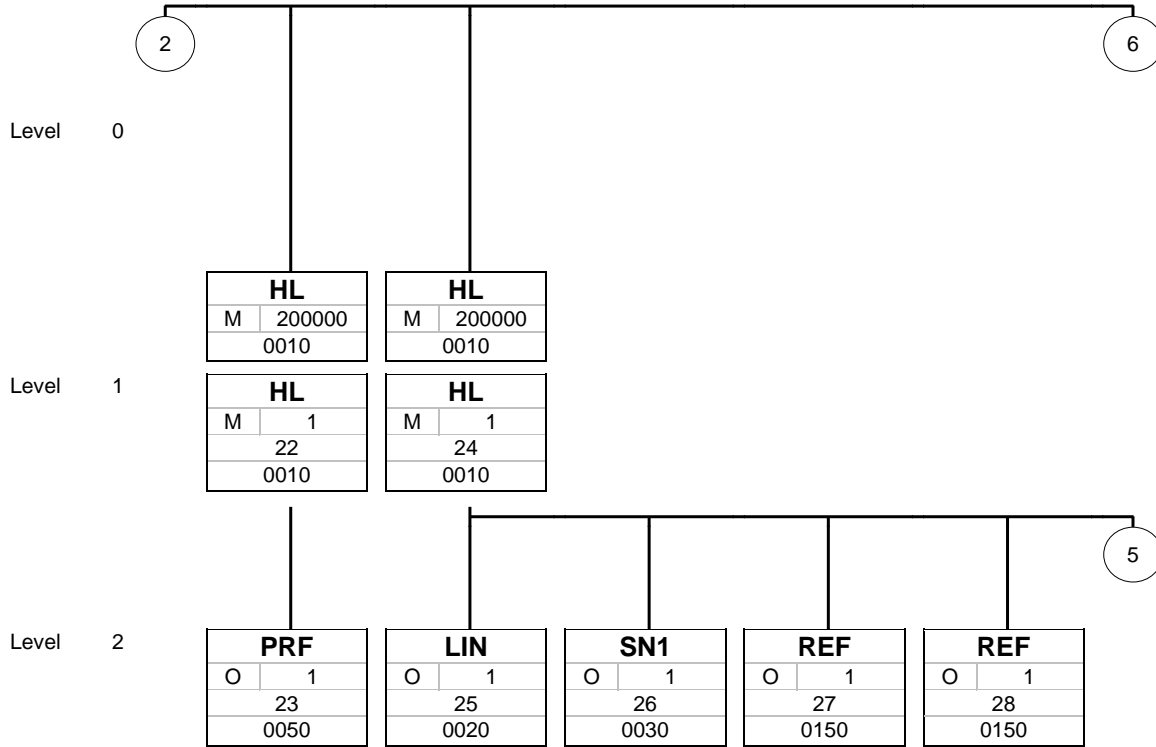 2 6
Level 0
HL HL
M 200000 M 200000
0010 0010
Level 1
HL HL
M 1 M 1
22 24
0010 0010
5
Level 2
PRF LIN SN1 REF REF
O 1 O 1 O 1 O 1 O 1
23 25 26 27 28
0050 0020 0030 0150 0150